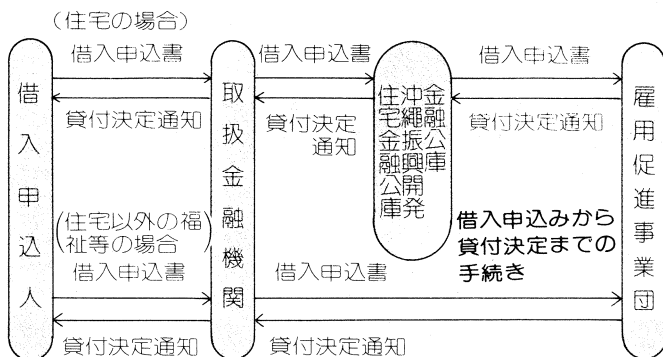 （住宅の場合）
借入申込書
借入申込書
借入申込書
貸付決定通知
貸付決定
通知
貸付決定通知
借入申込人
取扱金融機関
住宅金融公庫
沖縄振興開発
金融公庫
雇用促進事業団
（住宅以外の福
祉等の場合）
借入申込みから
貸付決定までの
手続き
借入申込書
借入申込書
貸付決定通知
貸付決定通知